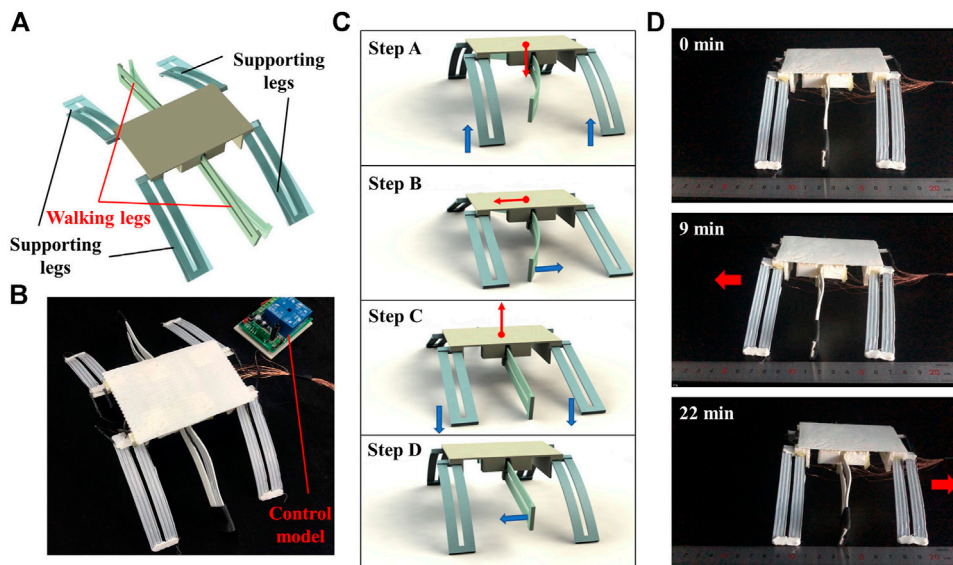 A
Supporting
legs
Supporting
legs
Walking legs
Supporting
legs
B
Control
model
C
Step A
Step B
Step C
Step D
D
0 min
9 min
22 min